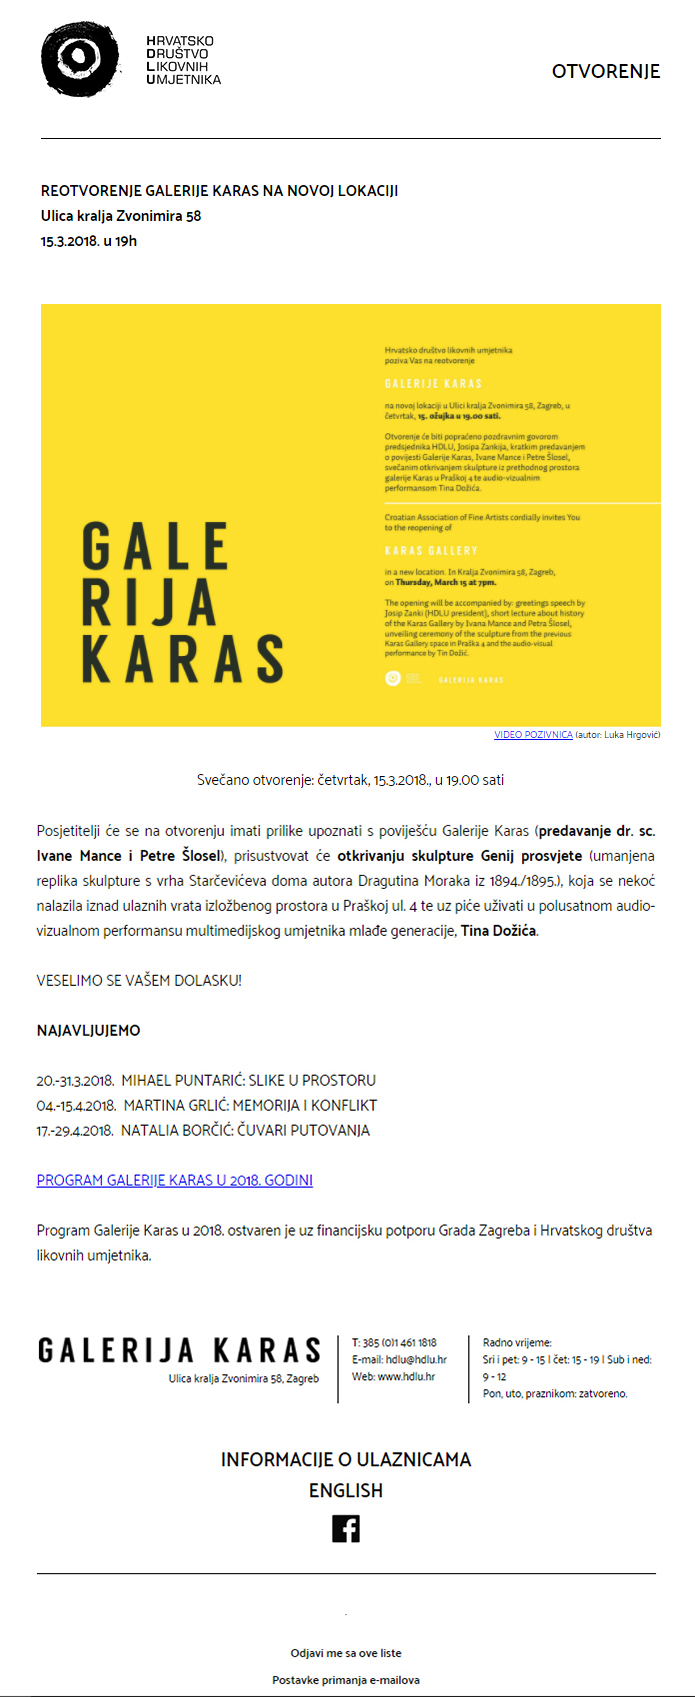 HRVATSKO
DRUŠTVO
LIKOVNIH
UMJETNIKA
OTVORENJE
REOTVORENJE GALERIJE KARAS NA NOVOJ LOKACIJI
Ulica kralja Zvonimira 58
15.3.2018. u 19h
GALE
RIJA
KARAS
Hrvatsko društvo likovnih umjetnika
poziva Vas na reotvorenje
GALERIJE KARAS
na novoj lokaciji u Ulici kralja Zvonimira 58, Zagreb, u
četvrtak, 15. ožujka u 19.00 sati.
Otvorenje će biti popraćeno pozdravnim govorom
predsjednika HDLU, Josipa Zankija, kratkim predavanjem
o povijesti Galerije Karas, Ivane Mance i Petre Šlosel,
svečanim otkrivanjem skulpture iz prethodnog prostora
galerije Karas u Praškoj 4 te audio-vizualnim
performansom Tina Dožića.
Croatian Association of Fine Artists cordially invites You
to the reopening of
KARAS GALLERY
in a new location. In Kralja Zvonimira 58, Zagreb,
on Thursday, March 15 at 7pm.
The opening will be accompanied by: greetings speech by
Josip Zanki (HDLU president), short lecture about history
of the Karas Gallery by Ivana Mance and Petra Šlosel,
unveiling ceremony of the sculpture from the previous
Karas Gallery space in Praška 4 and the audio-visual
performance by Tin Dožić.
GALERIJA KARAS
VIDEO POZIVNICA (autor: Luka Hrgović)
Svečano otvorenje: četvrtak, 15.3.2018., u 19.00 sati
Posjetitelji će se na otvorenju imati prilike upoznati s povijesšću Galerije Karas (predavanje dr. sc.
Ivane Mance i Petre Šlosel), prisustvovat će otkrivanju skulpture Genij prosvjete (umanjena
replika skulpture s vrha Starčevićeva doma autora Dragutina Moraka iz 1894./1895.), koja se nekoć
nalazila iznad ulaznih vrata izložbenog prostora u Praškoj ul. 4 te uz piće uživati u polusatnom audio-
vizualnom performansu multimedijskog umjetnika mlađe generacije, Tina Dožića.
VESELIMO SE VAŠEM DOLASKU!
NAJAVLJUJEMO
20.-31.3.2018. MIHAEL PUNTARIĆ: SLIKE U PROSTORU
04.-15.4.2018. MARTINA GRLIĆ: MEMORIJA I KONFLIKT
17.-29.4.2018. NATALIA BORČIĆ: ČUVARI PUTOVANJA
PROGRAM GALERIJE KARAS U 2018. GODINI
Program Galerije Karas u 2018. ostvaren je uz financijsku potporu Grada Zagreba i Hrvatskog društva
likovnih umjetnika.
GALERIJA KARAS
Ulica kralja Zvonimira 58, Zagreb
T: 385 (0)1 461 1818
E-mail: hdlu@hdlu.hr
Web: www.hdlu.hr
Radno vrijeme:
Sri i pet: 9 - 15 | čet: 15 - 19 | Sub i ned:
9 - 12
Pon, uto, praznikom: zatvoreno.
INFORMACIJE O ULAZNICAMA
ENGLISH
.
Odjavi me sa ove liste
Postavke primanja e-mailova